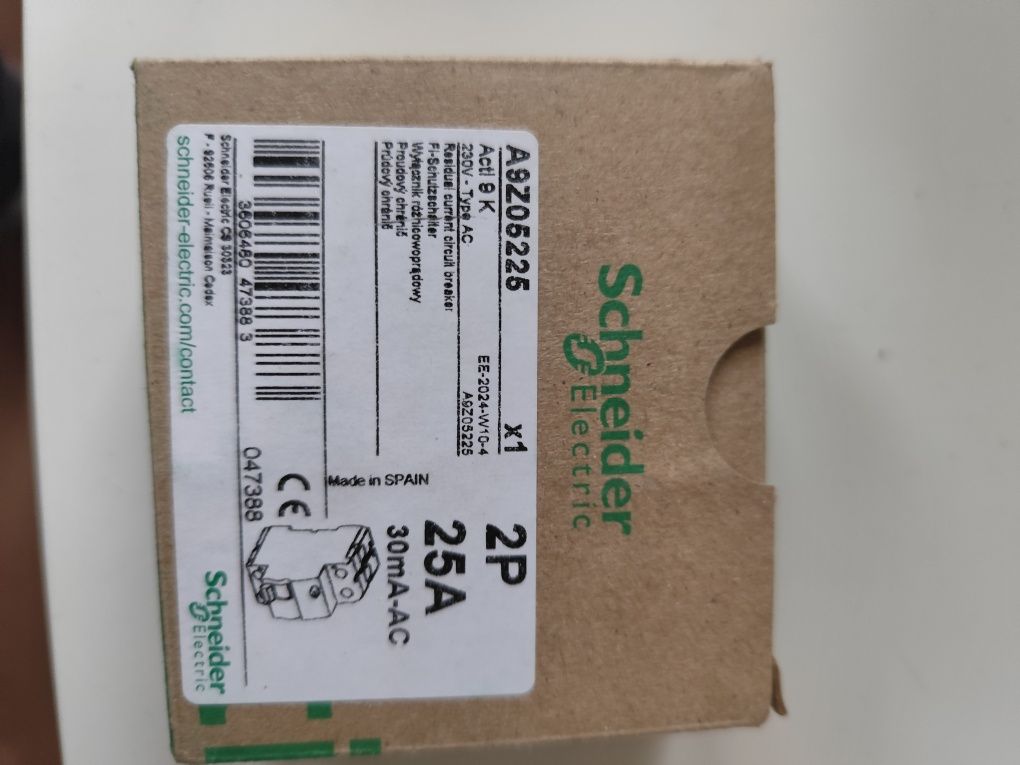 Schneider
Electric
A9Z05225
x1
Acti 9 K
EE-2024-W10-4
230V - Type AC
A9Z05225
Residual current circuit breaker
FI-Schutzschalter
Wyłącznik różnicowoprądowy
Proudový chránič
Prúdový chránič
Made in SPAIN
2P
25A
30mA-AC
CE
3606480 47388 3
047388
Schneider Electric CS 30323
F - 92506 Rueil - Malmaison Cedex
schneider-electric.com/contact
Schneider
Electric